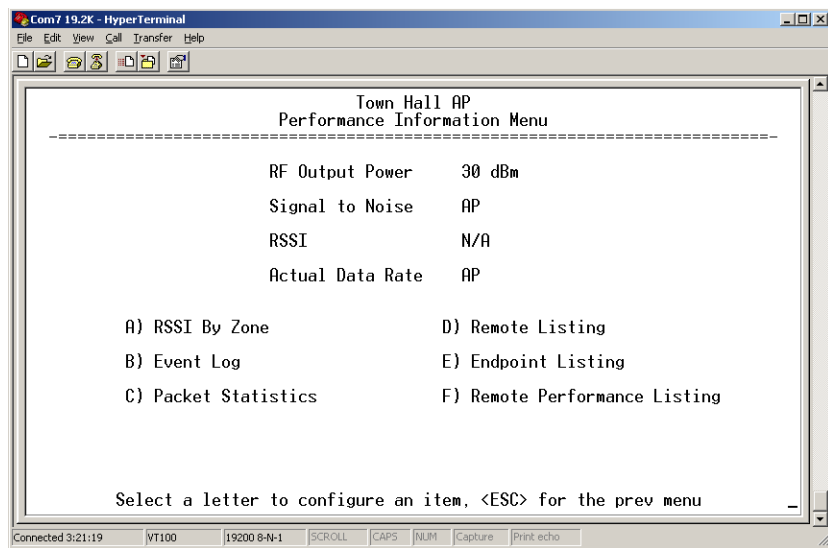 Com7 19.2K - HyperTerminal
File Edit View Call Transfer Help
Town Hall AP
Performance Information Menu
-==========================================================================-
RF Output Power 30 dBm
Signal to Noise AP
RSSI N/A
Actual Data Rate AP
A) RSSI By Zone D) Remote Listing
B) Event Log E) Endpoint Listing
C) Packet Statistics F) Remote Performance Listing
Select a letter to configure an item, <ESC> for the prev menu _
Connected 3:21:19 VT100 19200 8-N-1 SCROLL CAPS NUM Capture Print echo